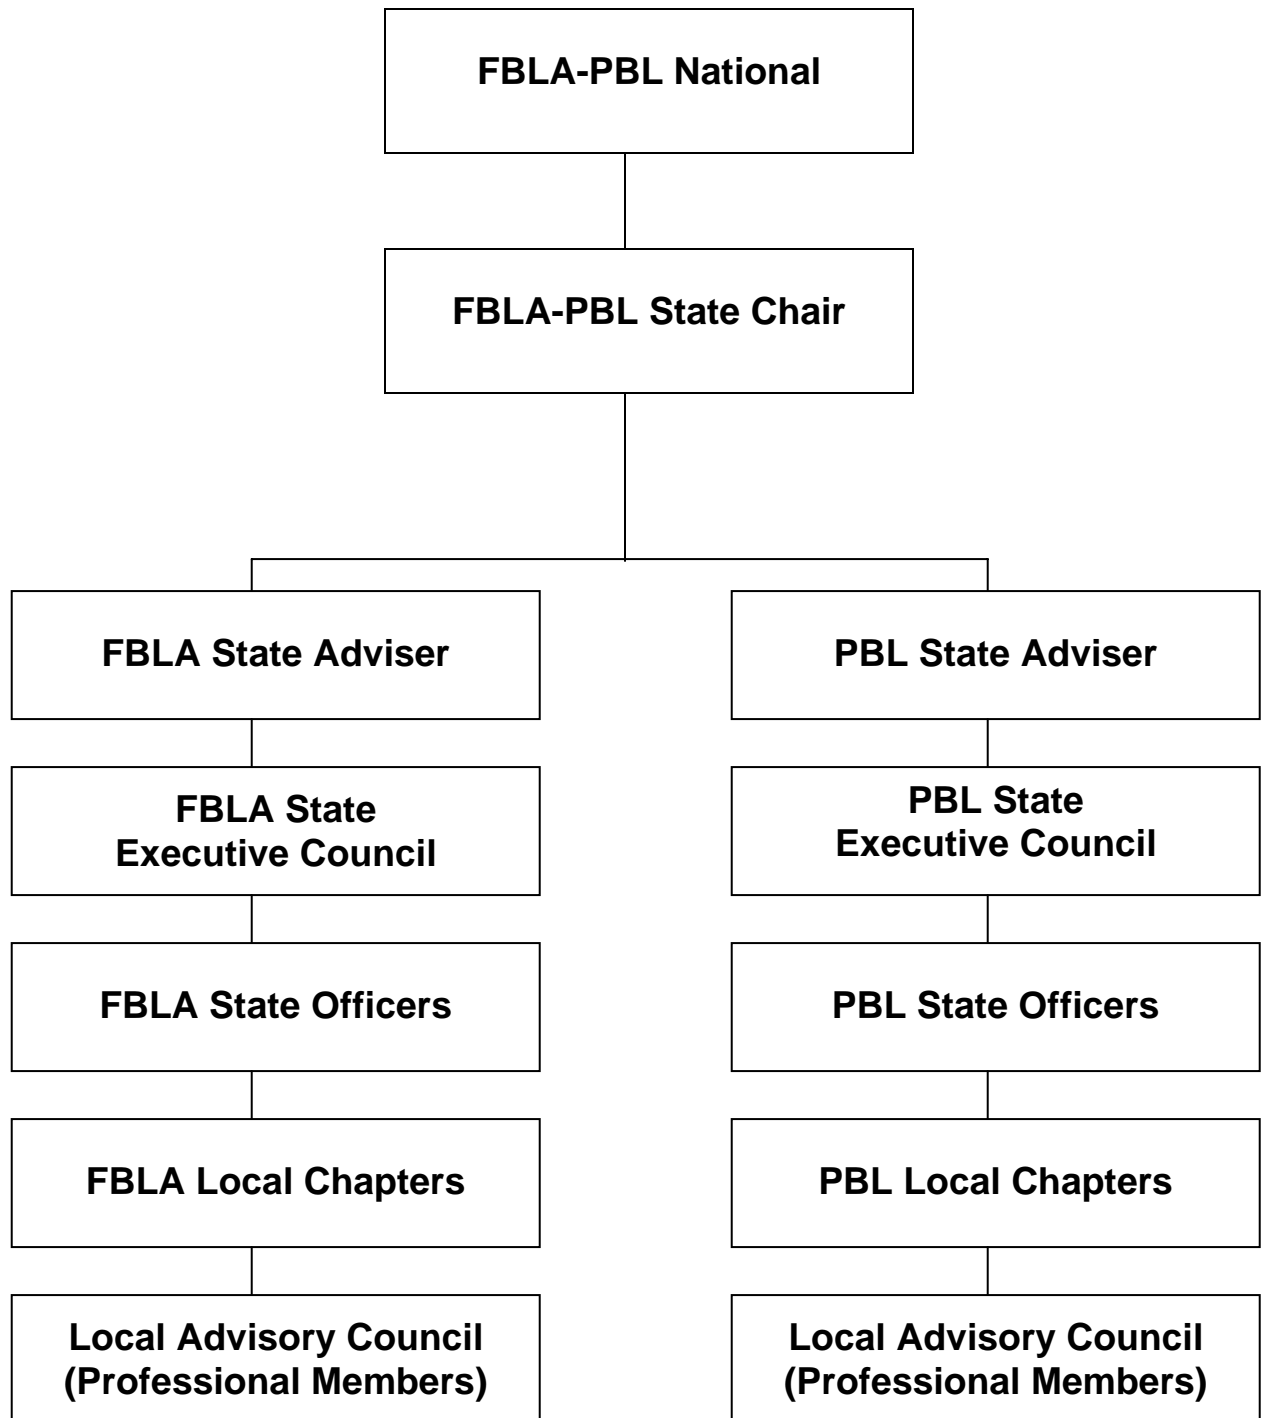 FBLA-PBL National
FBLA-PBL State Chair
FBLA State Adviser
PBL State Adviser
FBLA State
Executive Council
PBL State
Executive Council
FBLA State Officers
PBL State Officers
FBLA Local Chapters
PBL Local Chapters
Local Advisory Council
(Professional Members)
Local Advisory Council
(Professional Members)